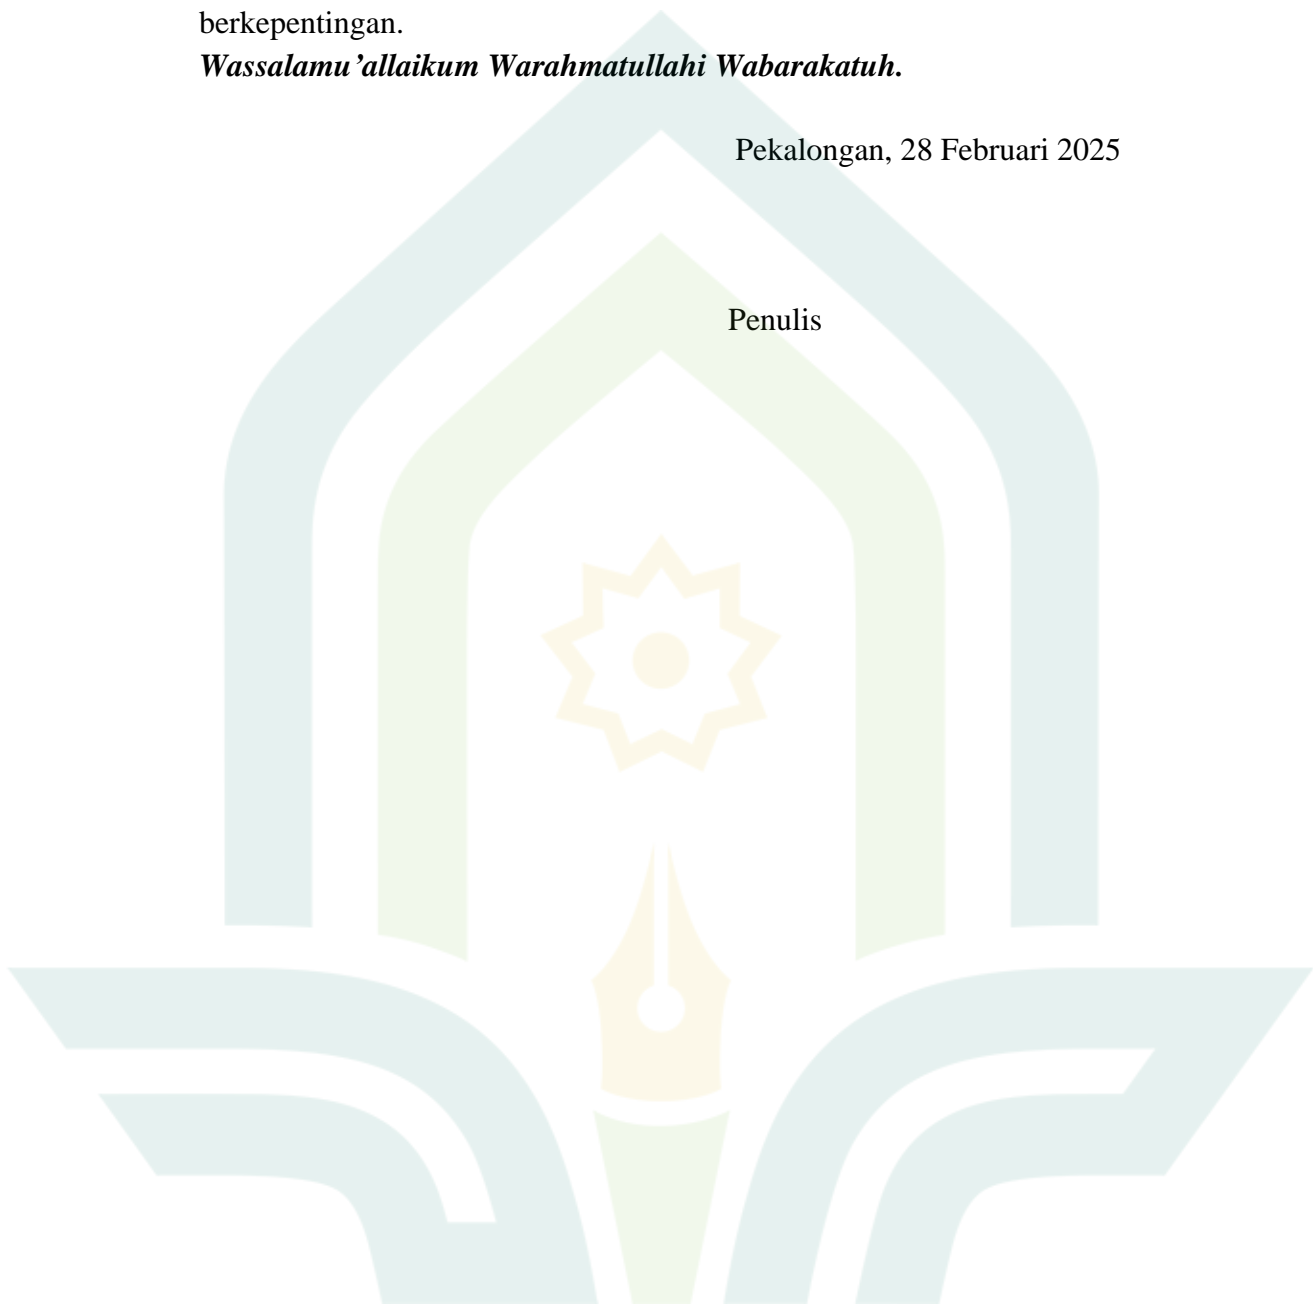 berkepentingan.
Wassalamu’allaikum Warahmatullahi Wabarakatuh.
Pekalongan, 28 Februari 2025
Penulis